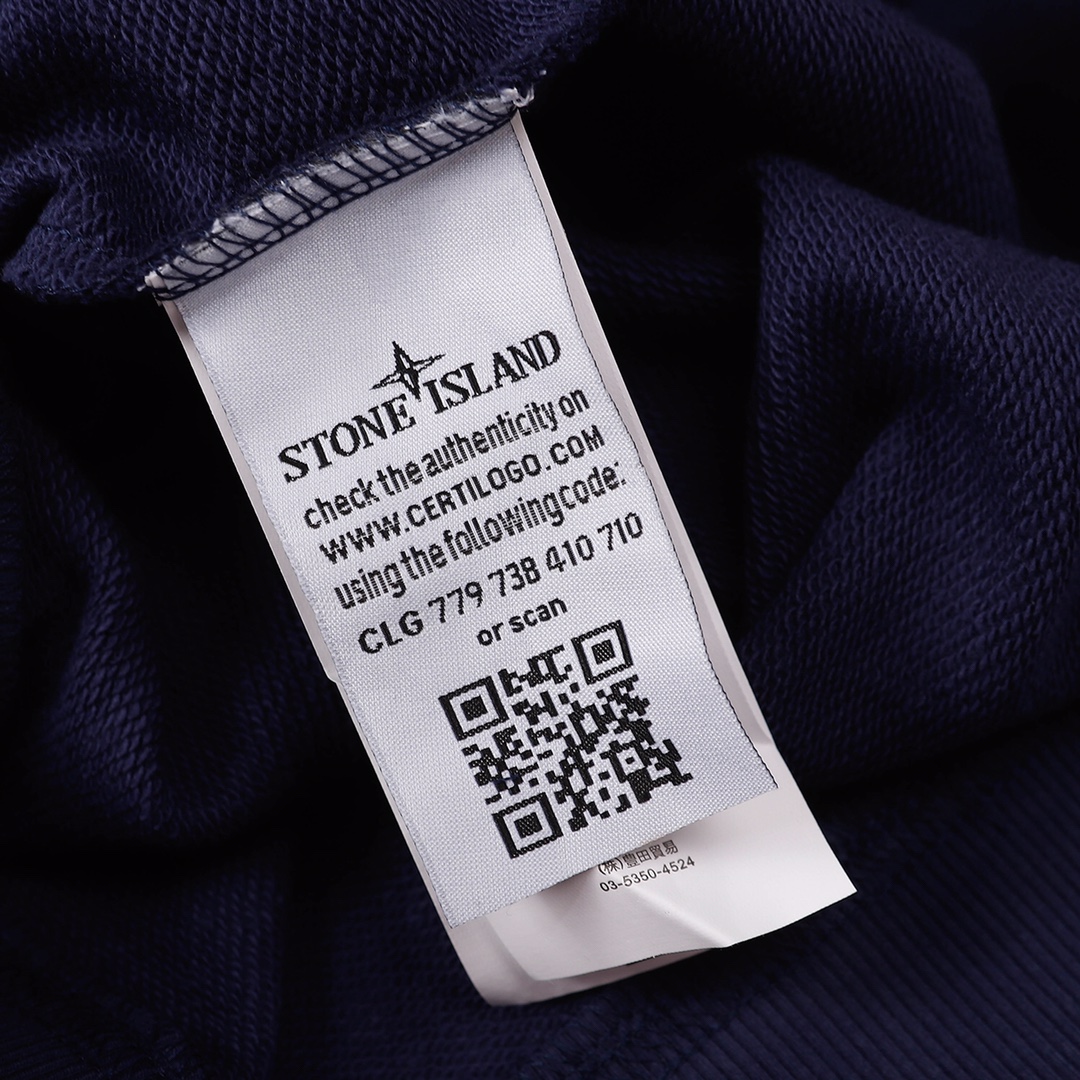 STONE ISLAND
check the authenticity on
WWW.CERTILOGO.COM
using the following code:
CLG 779 738 410 710
or scan
(株)豊田貿易
03-5350-4524